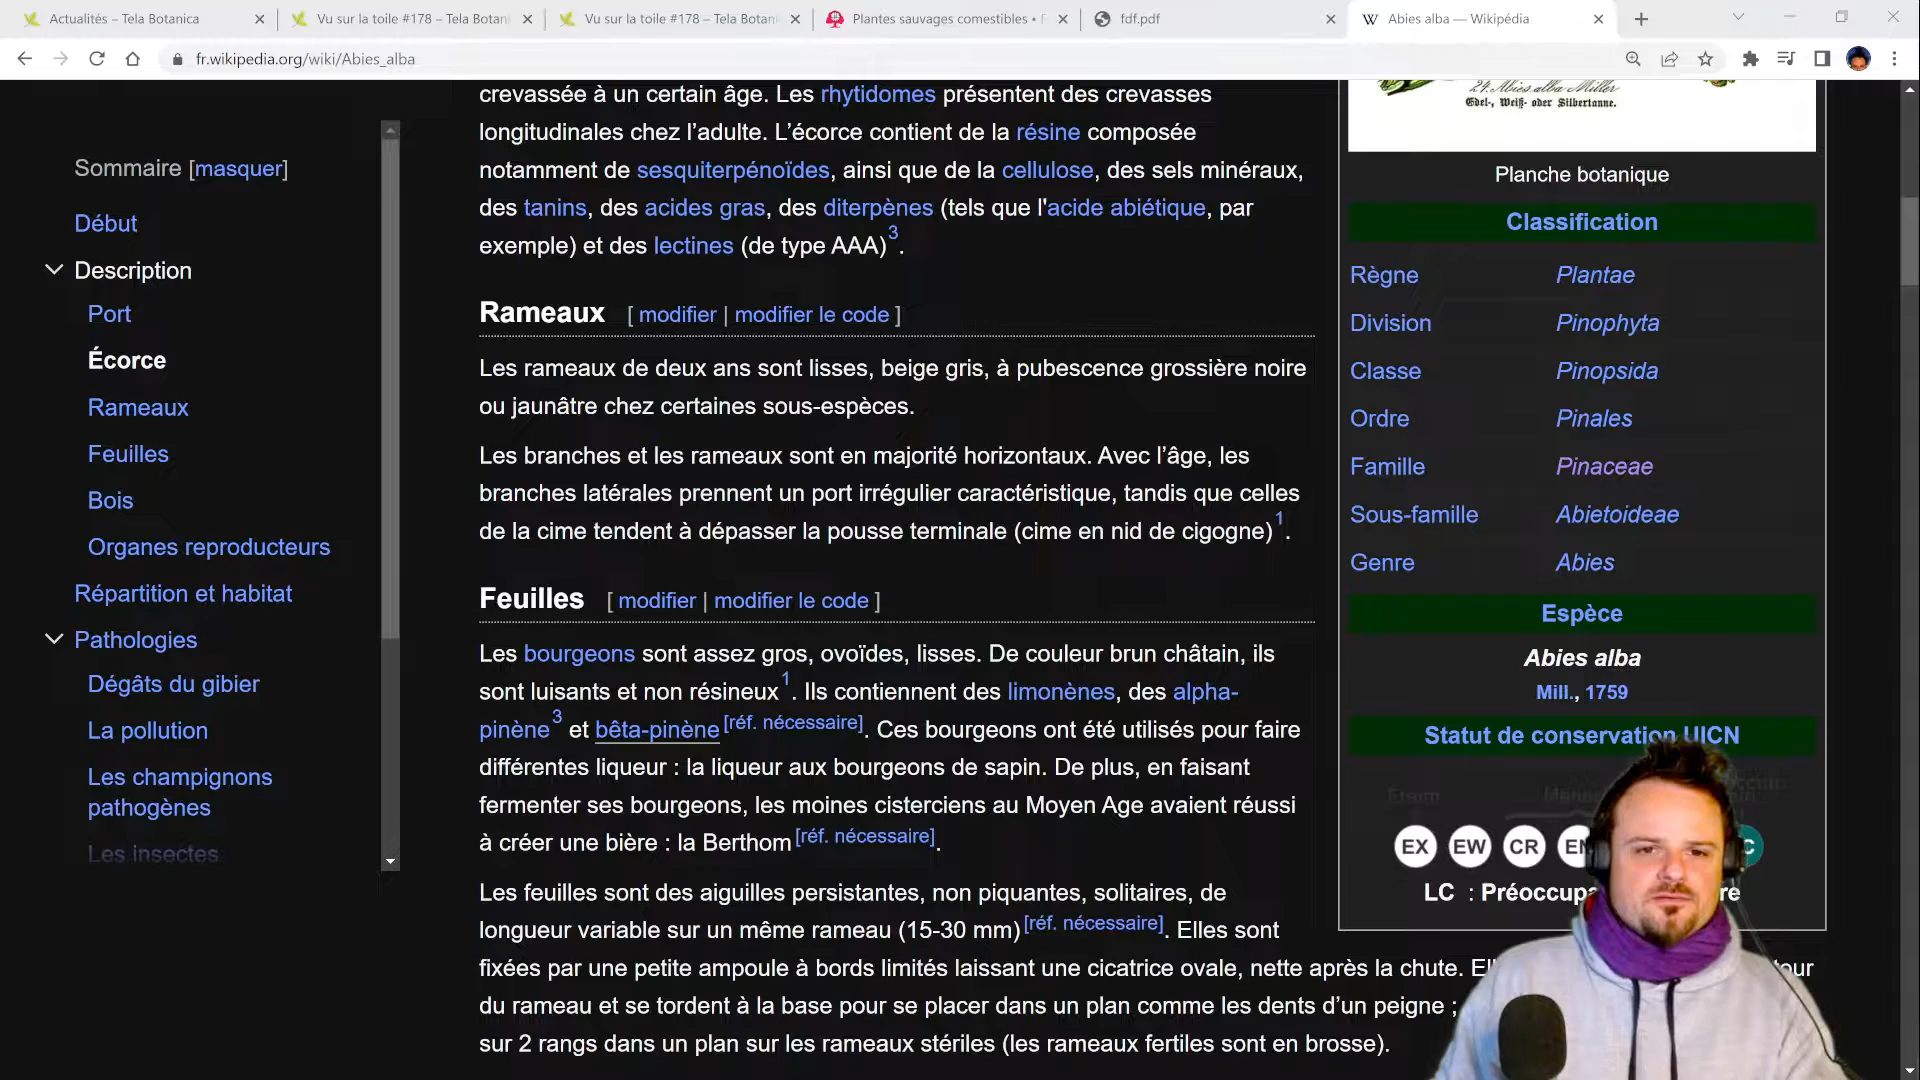 Actualités – Tela Botanica
Vu sur la toile #178 – Tela Botan
Vu sur la toile #178 – Tela Botan
Plantes sauvages comestibles •
fdf.pdf
Abies alba — Wikipédia
fr.wikipedia.org/wiki/Abies_alba
Sommaire [masquer]
Début
Description
Port
Écorce
Rameaux
Feuilles
Bois
Organes reproducteurs
Répartition et habitat
Pathologies
Dégâts du gibier
La pollution
Les champignons
pathogènes
Les insectes
crevassée à un certain âge. Les rhytidomes présentent des crevasses
longitudinales chez l’adulte. L’écorce contient de la résine composée
notamment de sesquiterpénoïdes, ainsi que de la cellulose, des sels minéraux,
des tanins, des acides gras, des diterpènes (tels que l'acide abiétique, par
exemple) et des lectines (de type AAA)3.
Rameaux [ modifier | modifier le code ]
Les rameaux de deux ans sont lisses, beige gris, à pubescence grossière noire
ou jaunâtre chez certaines sous-espèces.
Les branches et les rameaux sont en majorité horizontaux. Avec l’âge, les
branches latérales prennent un port irrégulier caractéristique, tandis que celles
de la cime tendent à dépasser la pousse terminale (cime en nid de cigogne)1.
Feuilles [ modifier | modifier le code ]
Les bourgeons sont assez gros, ovoïdes, lisses. De couleur brun châtain, ils
sont luisants et non résineux1. Ils contiennent des limonènes, des alpha-
pinène3 et bêta-pinène[réf. nécessaire]. Ces bourgeons ont été utilisés pour faire
différentes liqueur : la liqueur aux bourgeons de sapin. De plus, en faisant
fermenter ses bourgeons, les moines cisterciens au Moyen Age avaient réussi
à créer une bière : la Berthom[réf. nécessaire].
Les feuilles sont des aiguilles persistantes, non piquantes, solitaires, de
longueur variable sur un même rameau (15-30 mm)[réf. nécessaire]. Elles sont
fixées par une petite ampoule à bords limités laissant une cicatrice ovale, nette après la chute. El
du rameau et se tordent à la base pour se placer dans un plan comme les dents d’un peigne ;
sur 2 rangs dans un plan sur les rameaux stériles (les rameaux fertiles sont en brosse).
24. Abies alba Miller
Edel-, Weiß- oder Silbertanne.
Planche botanique
Classification
Règne Plantae
Division Pinophyta
Classe Pinopsida
Ordre Pinales
Famille Pinaceae
Sous-famille Abietoideae
Genre Abies
Espèce
Abies alba
Mill., 1759
Statut de conservation UICN
EX EW CR EN C
LC : Préoccupa re